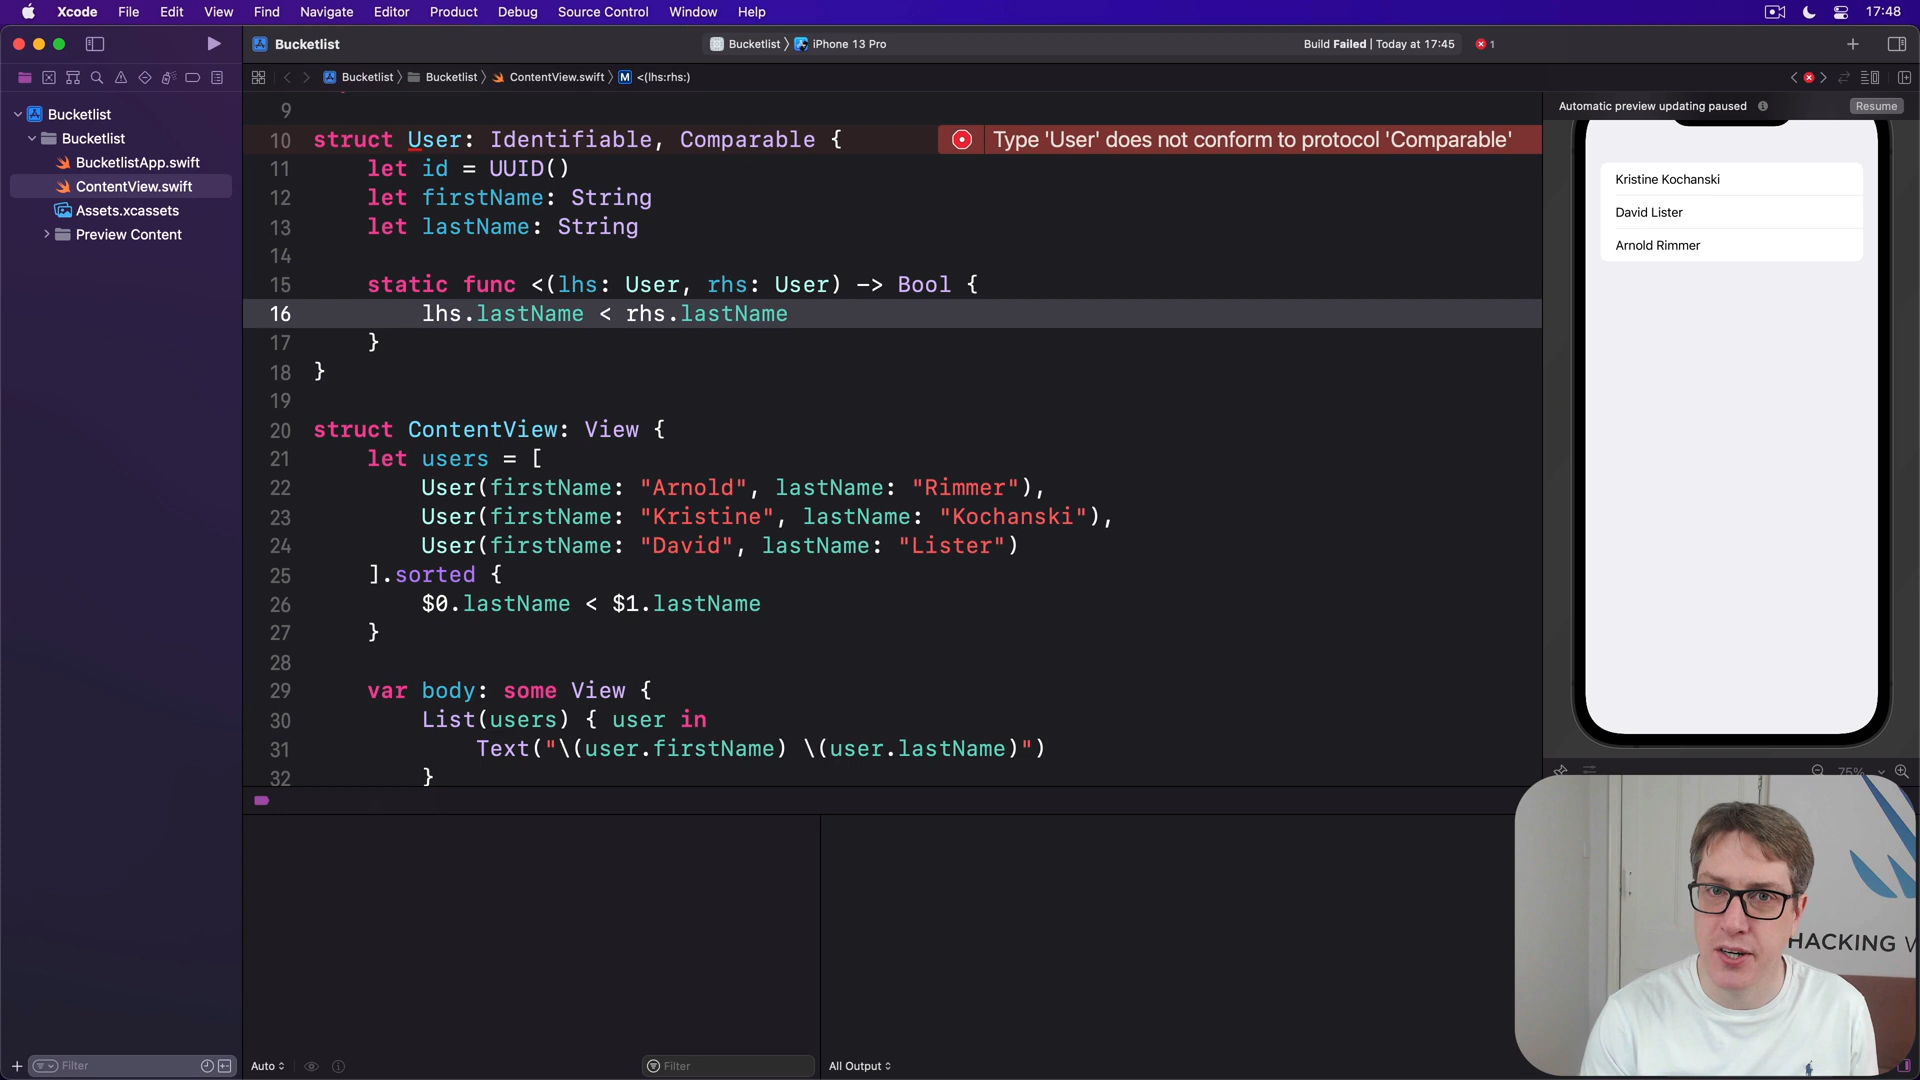 Xcode File Edit View Find Navigate Editor Product Debug Source Control Window Help 17:48
Bucketlist Bucketlist iPhone 13 Pro Build Failed | Today at 17:45 1
Bucketlist Bucketlist ContentView.swift M <(lhs:rhs:)
Bucketlist
Bucketlist
BucketlistApp.swift
ContentView.swift
Assets.xcassets
Preview Content
9
10 struct User: Identifiable, Comparable { Type 'User' does not conform to protocol 'Comparable'
11 let id = UUID()
12 let firstName: String
13 let lastName: String
14
15 static func <(lhs: User, rhs: User) -> Bool {
16 lhs.lastName < rhs.lastName
17 }
18 }
19
20 struct ContentView: View {
21 let users = [
22 User(firstName: "Arnold", lastName: "Rimmer"),
23 User(firstName: "Kristine", lastName: "Kochanski"),
24 User(firstName: "David", lastName: "Lister")
25 ].sorted {
26 $0.lastName < $1.lastName
27 }
28
29 var body: some View {
30 List(users) { user in
31 Text("\(user.firstName) \(user.lastName)")
32 }
Automatic preview updating paused Resume
Kristine Kochanski
David Lister
Arnold Rimmer
75%
HACKING W
Filter Auto Filter All Output